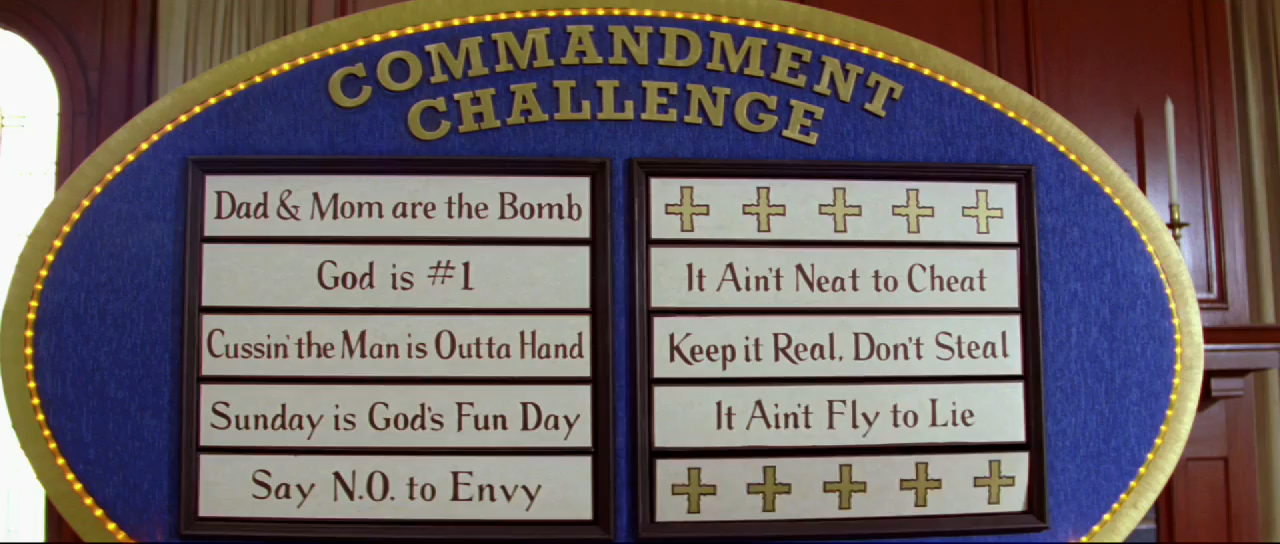 COMMANDMENT
CHALLENGE
Dad & Mom are the Bomb
God is #1
Cussin' the Man is Outta Hand
Sunday is God's Fun Day
Say N.O. to Envy
It Ain't Neat to Cheat
Keep it Real, Don't Steal
It Ain't Fly to Lie